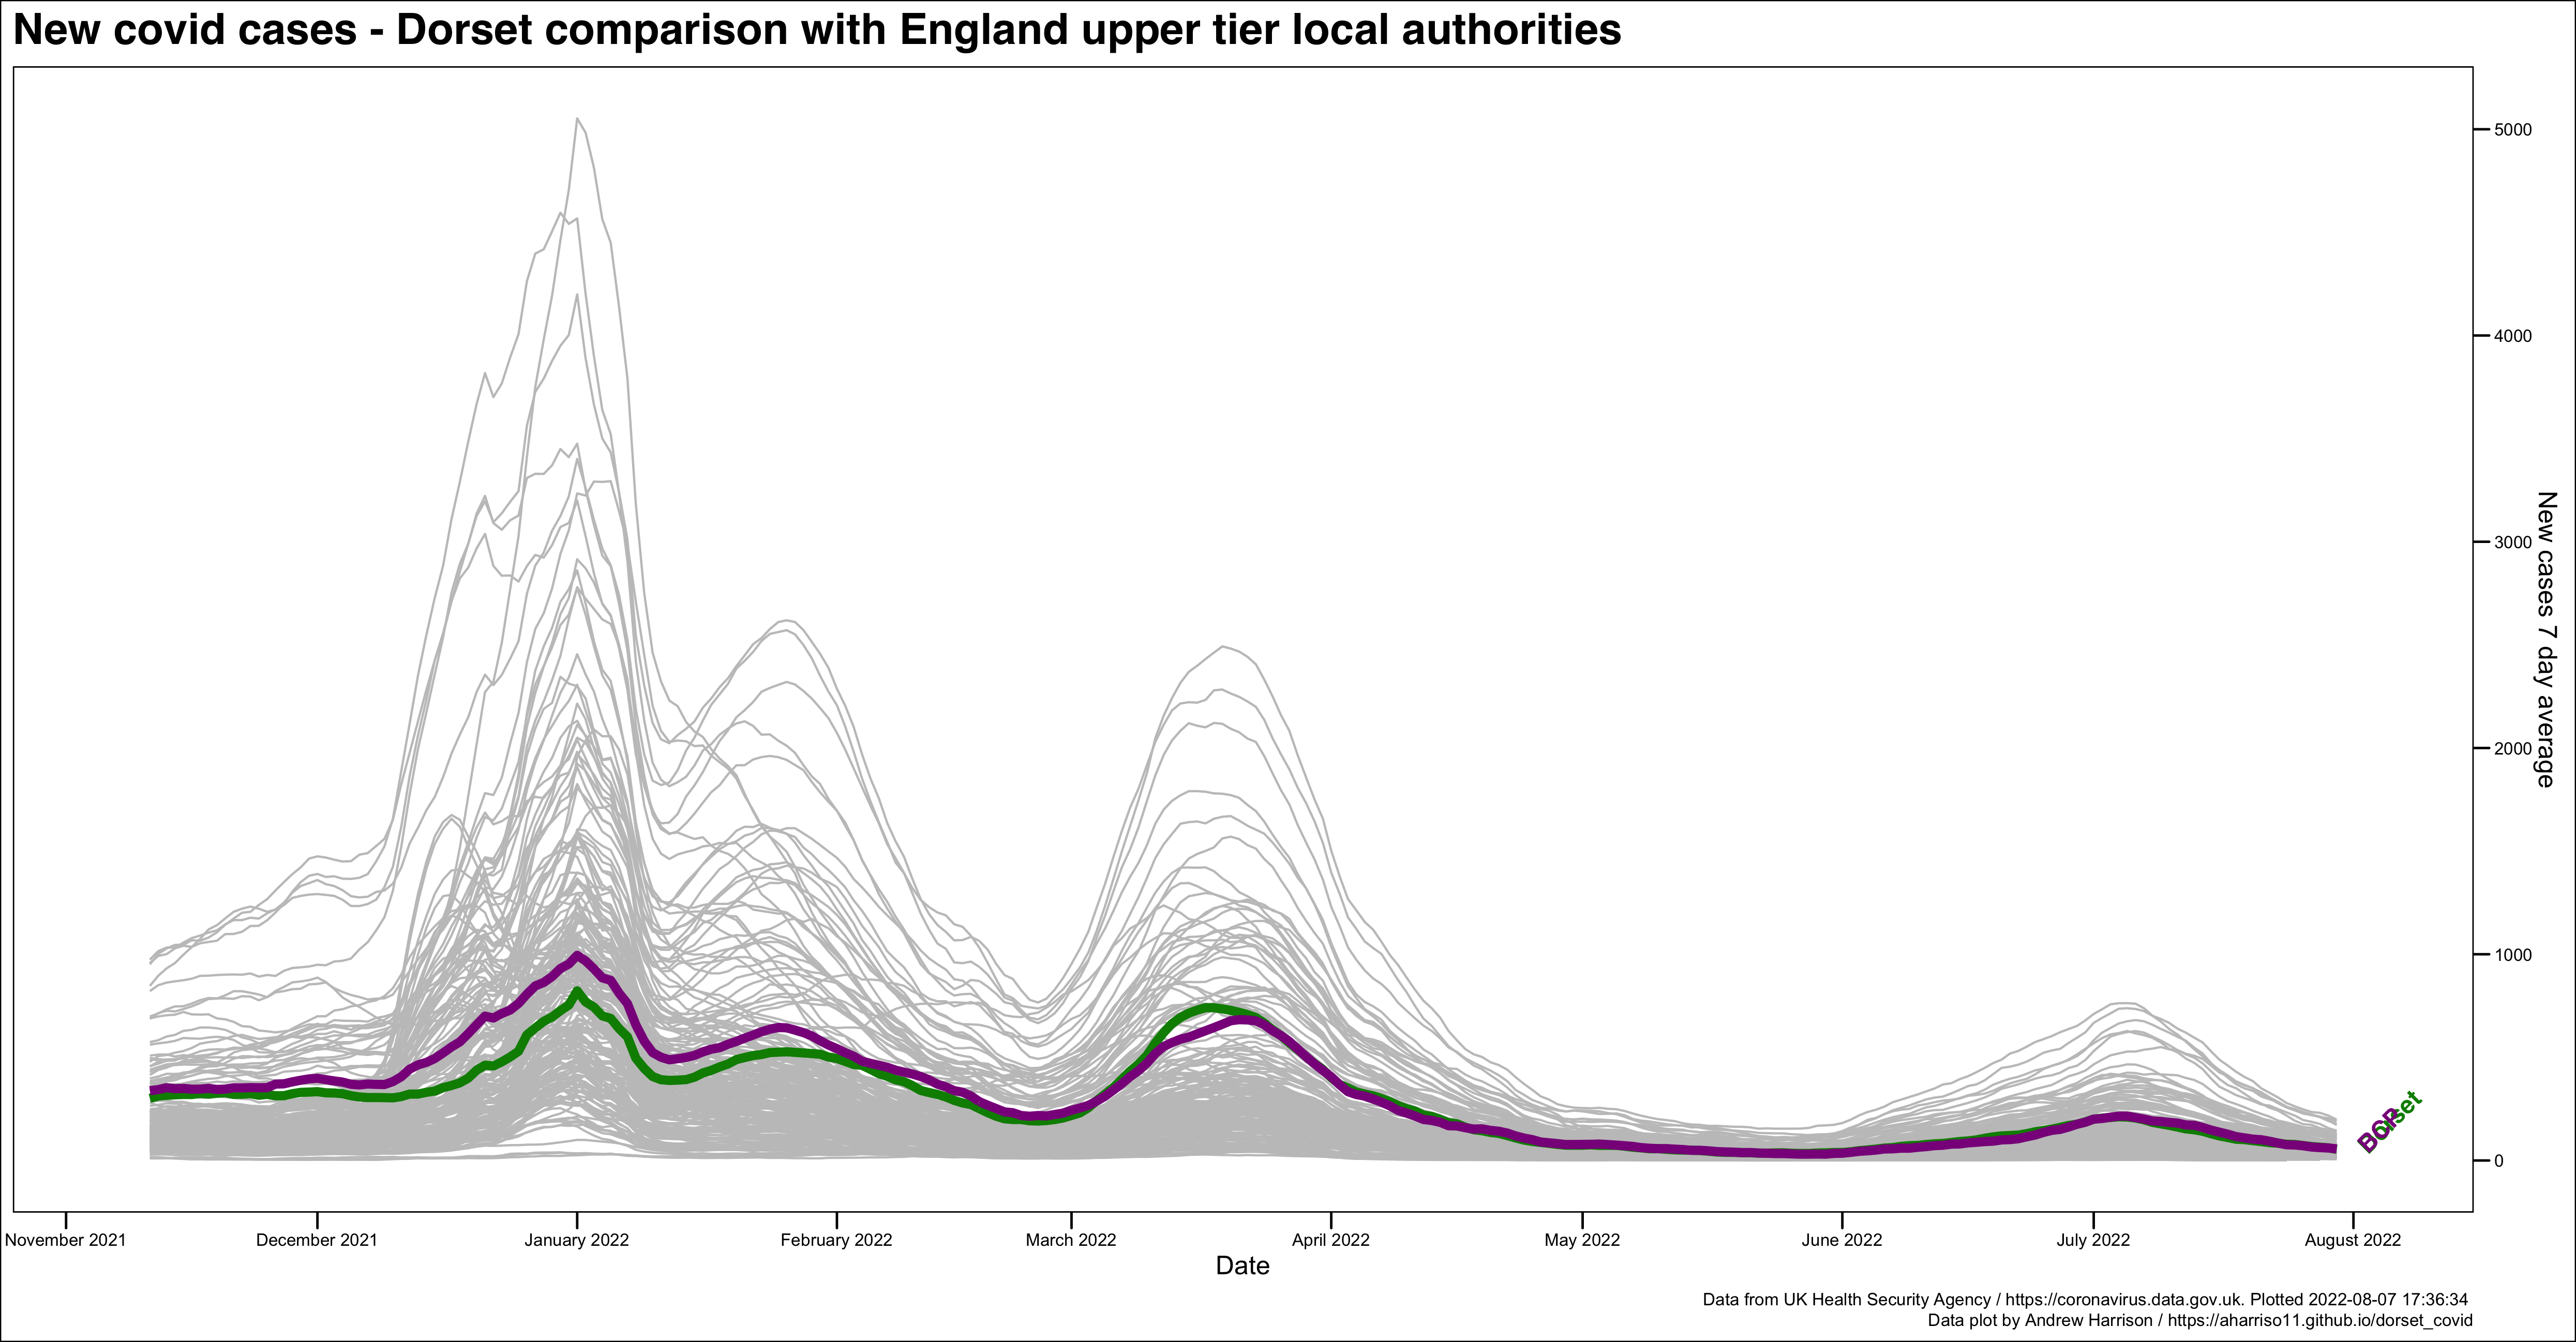 New covid cases - Dorset comparison with England upper tier local authorities
5000
4000
3000
2000
1000
0
New cases 7 day average
Dorset
BCP
November 2021
December 2021
January 2022
February 2022
March 2022
April 2022
May 2022
June 2022
July 2022
August 2022
Date
Data from UK Health Security Agency / https://coronavirus.data.gov.uk. Plotted 2022-08-07 17:36:34
Data plot by Andrew Harrison / https://aharriso11.github.io/dorset_covid